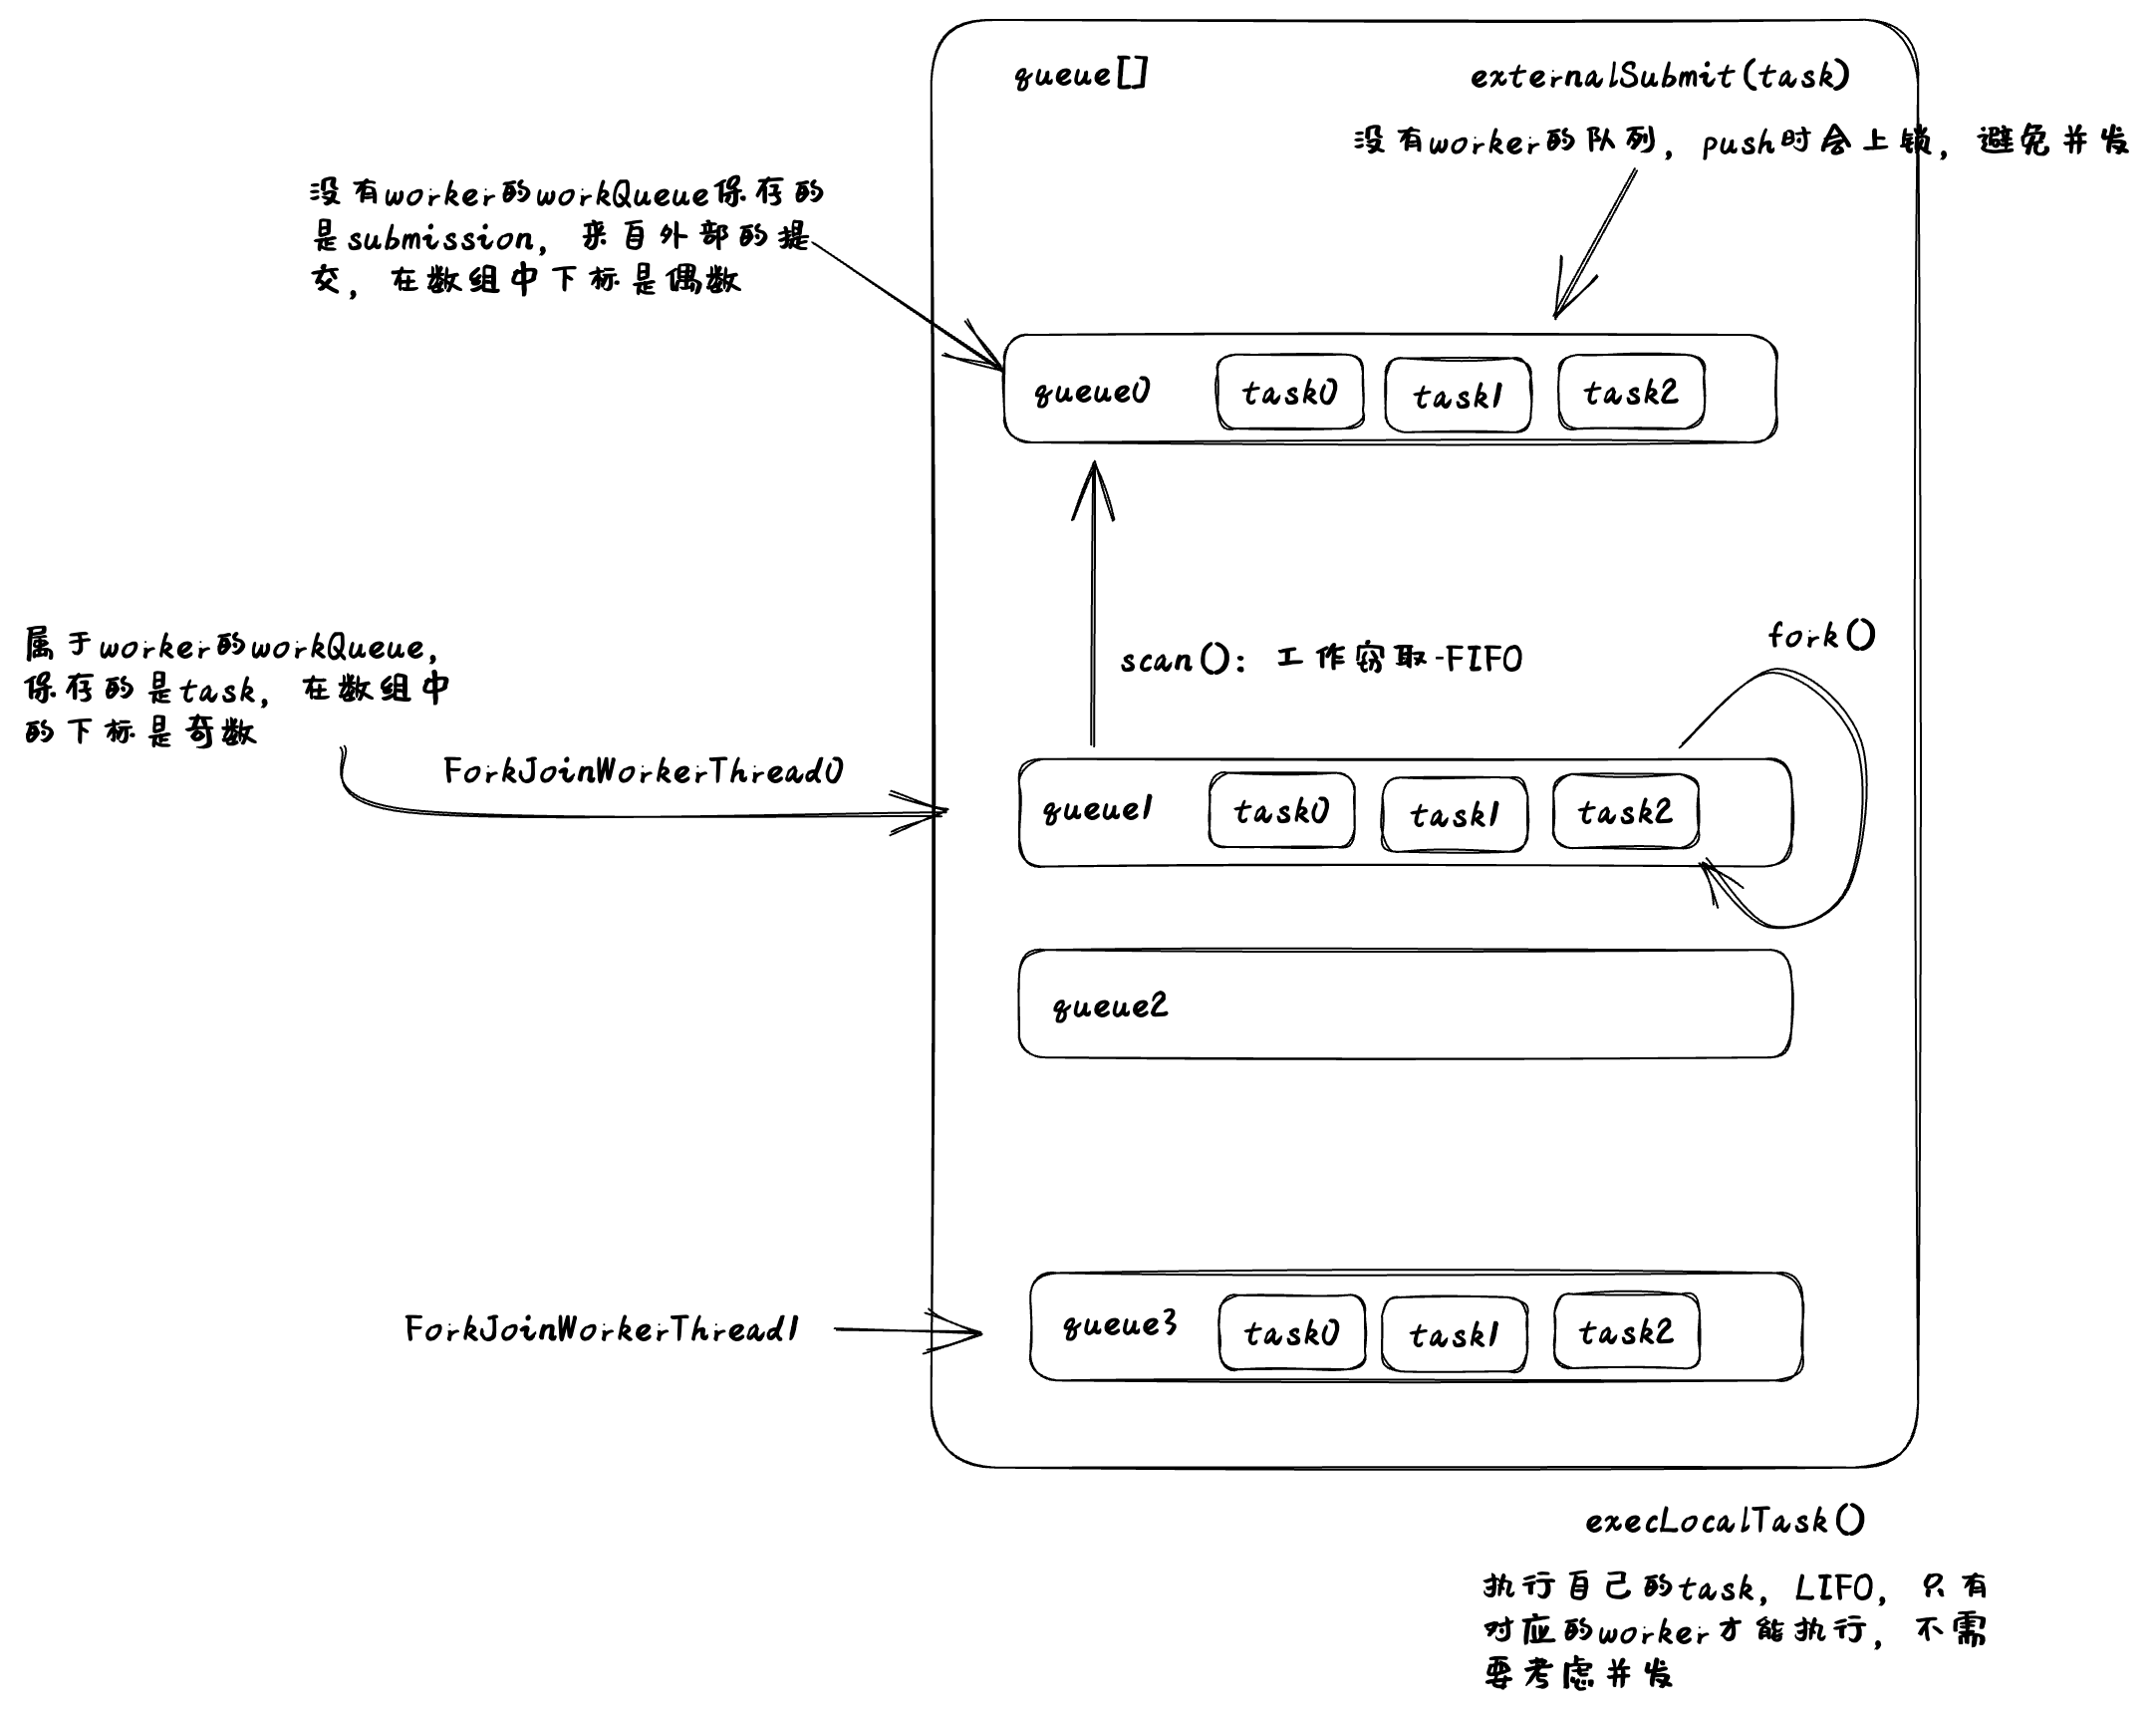 queue[]
externalSubmit(task)
没有worker的队列，push时会上锁，避免并发
没有worker的workQueue保存的
是submission，来自外部的提
交，在数组中下标是偶数
queue0
task0
task1
task2
scan()：工作窃取-FIFO
fork()
属于worker的workQueue，
保存的是task，在数组中
的下标是奇数
ForkJoinWorkerThread0
queue1
task0
task1
task2
queue2
ForkJoinWorkerThread1
queue3
task0
task1
task2
execLocalTask()
执行自己的task，LIFO，只有
对应的worker才能执行，不需
要考虑并发